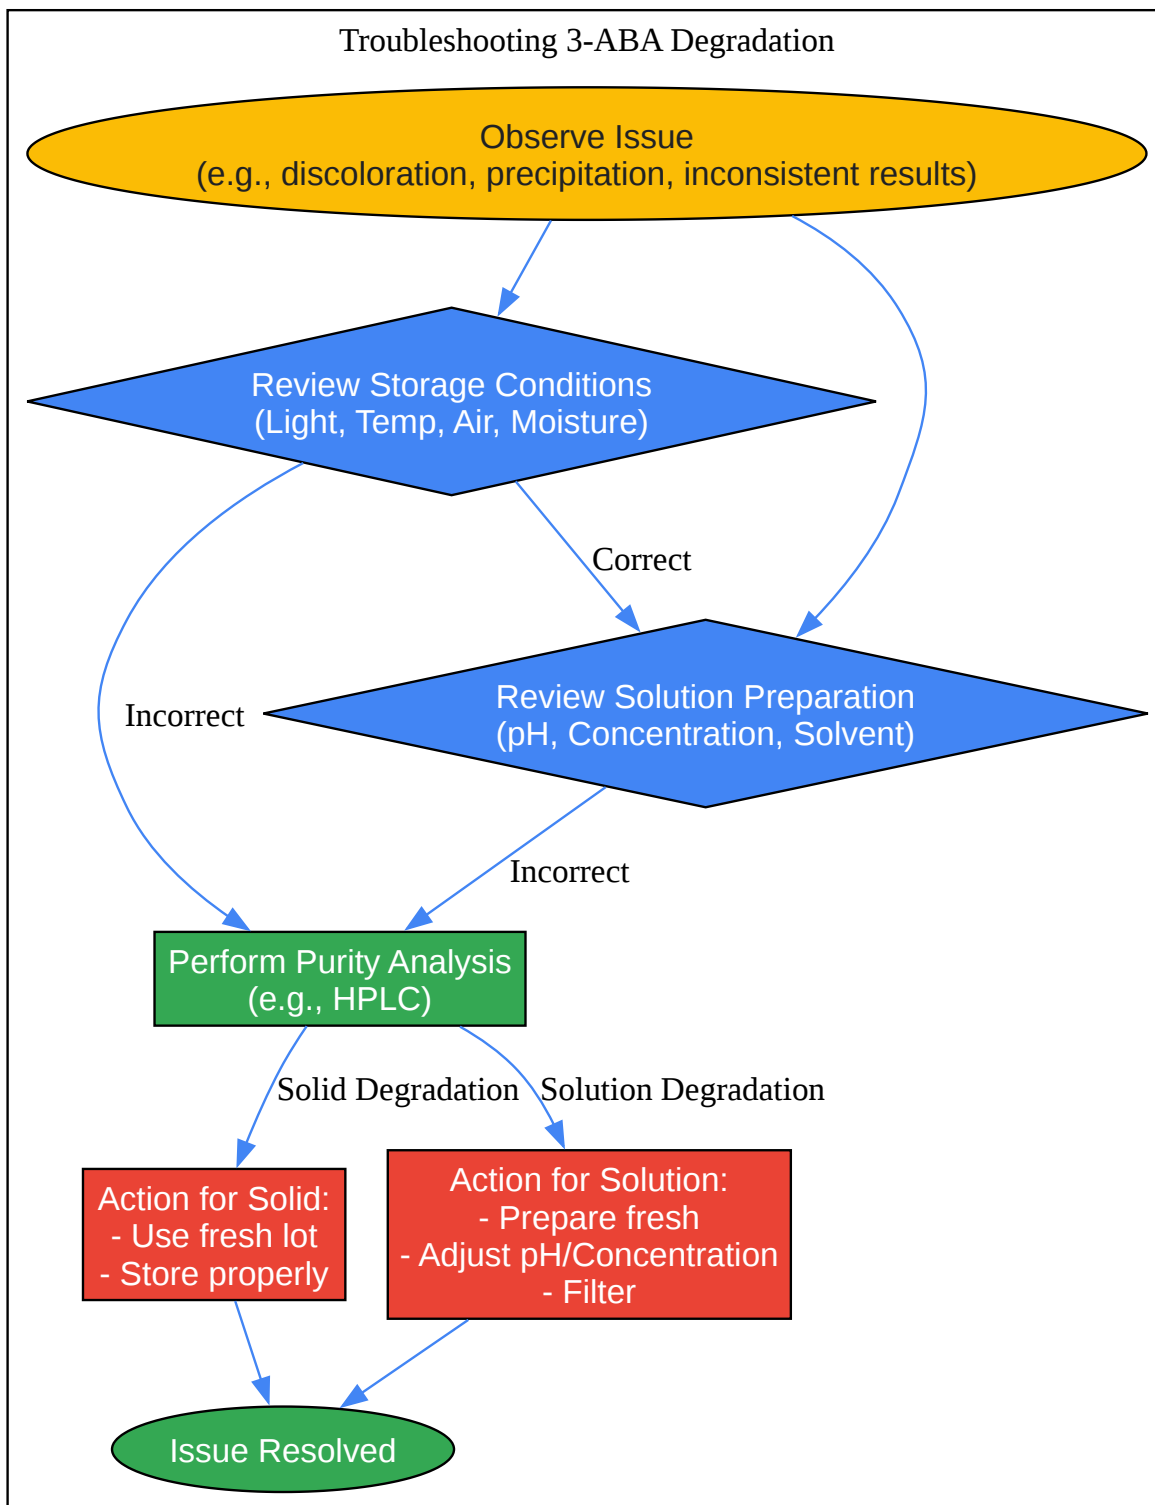 Troubleshooting 3-ABA Degradation
Observe Issue
(e.g., discoloration, precipitation, inconsistent results)
Review Storage Conditions
(Light, Temp, Air, Moisture)
Correct
Review Solution Preparation
(pH, Concentration, Solvent)
Incorrect
Incorrect
Perform Purity Analysis
(e.g., HPLC)
Solid Degradation
Solution Degradation
Action for Solid:
- Use fresh lot
- Store properly
Action for Solution:
- Prepare fresh
- Adjust pH/Concentration
- Filter
Issue Resolved